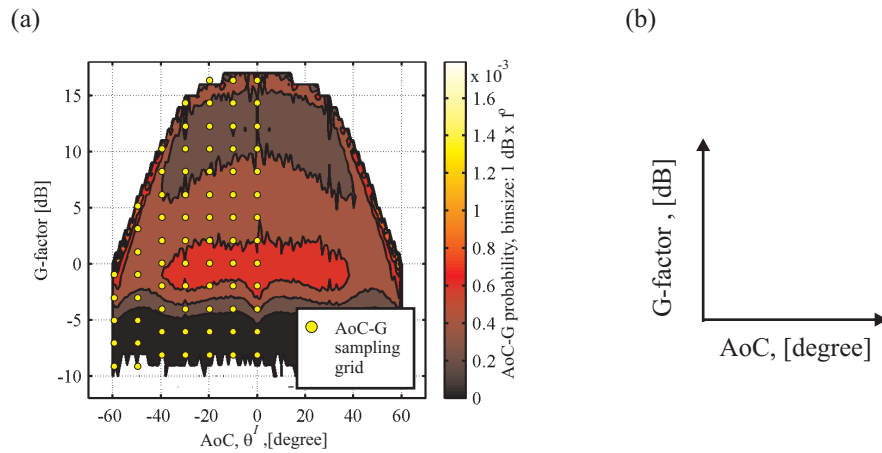 (a)
(b)
x 10⁻³
15
10
5
0
-5
-10
G-factor [dB]
-60
-40
-20
0
20
40
60
AoC, θᴵ ,[degree]
AoC-G
sampling
grid
1.6
1.4
1.2
1
0.8
0.6
0.4
0.2
0
AoC-G probability, binsize: 1 dB x 1º
G-factor , [dB]
AoC, [degree]